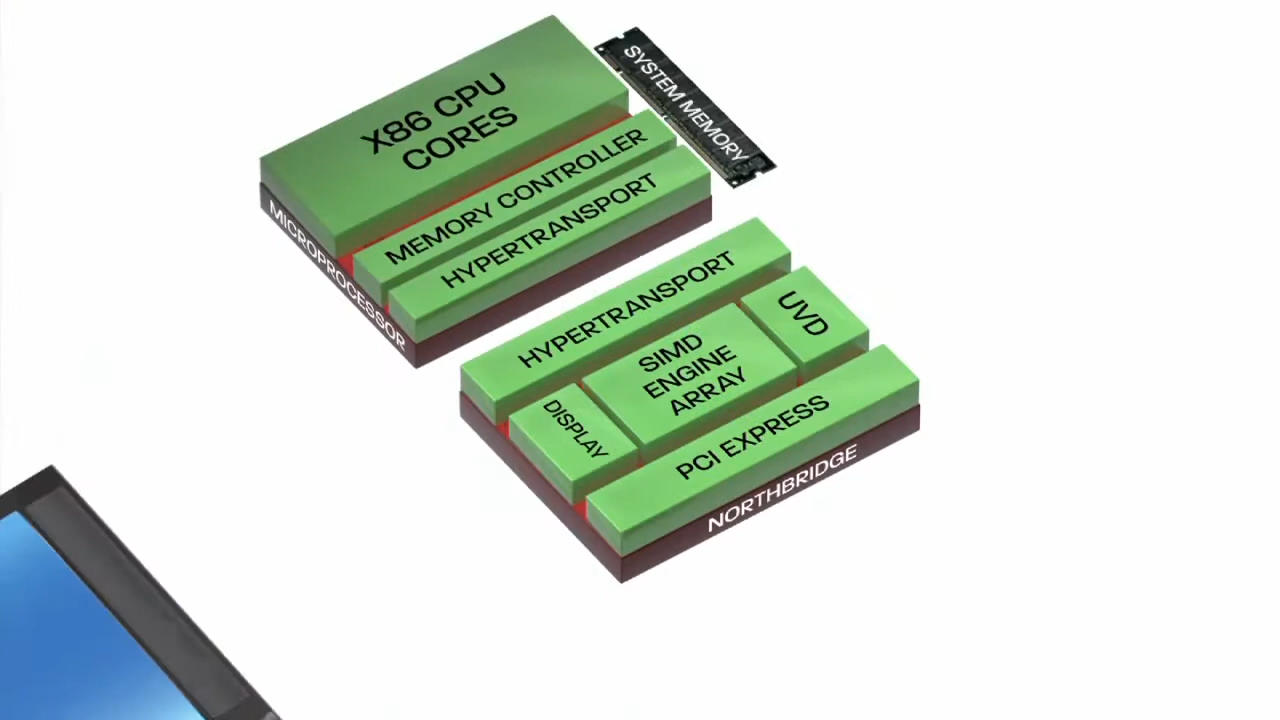 X86 CPU
CORES
SYSTEM MEMORY
MEMORY CONTROLLER
HYPERTRANSPORT
MICROPROCESSOR
HYPERTRANSPORT
UVD
SIMD
ENGINE
ARRAY
DISPLAY
PCI EXPRESS
NORTHBRIDGE